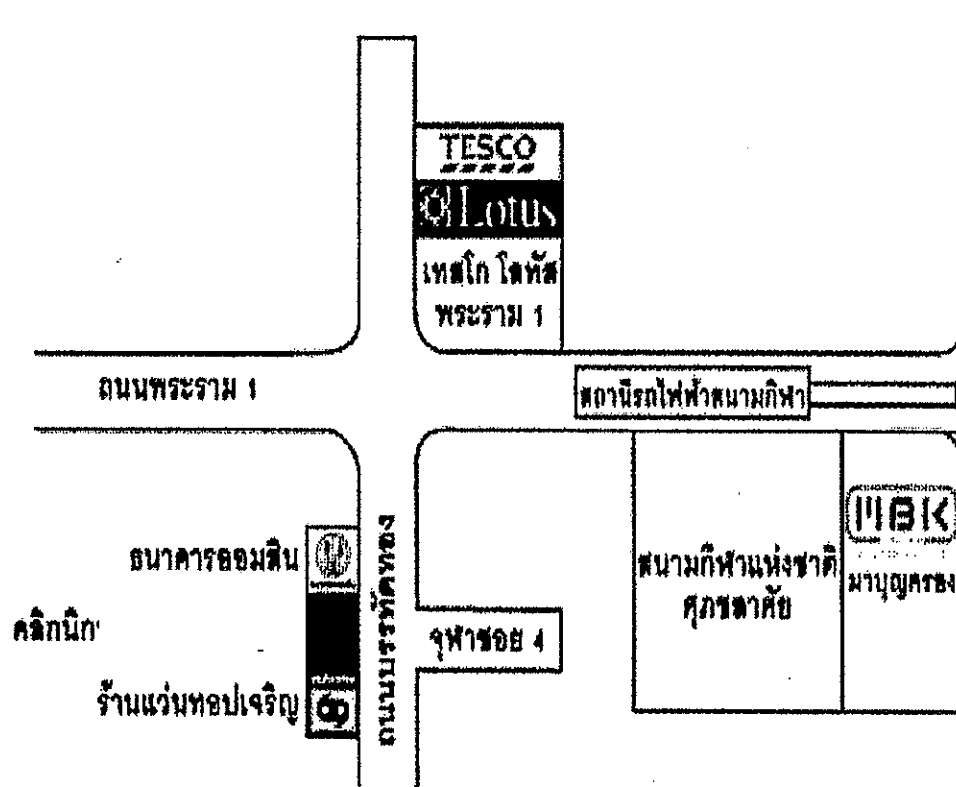 TESCO
Lotus
เทสโก โลทัส
พระราม 1
ถนนพระราม 1
สถานีรถไฟฟ้าสนามกีฬา
MBK
มาบุญครอง
สนามกีฬาแห่งชาติ
ศุภชลาศัย
ธนาคารออมสิน
ถนนบรรทัดทอง
คลินิก
จุฬาซอย 4
ร้านแว่นทอปเจริญ